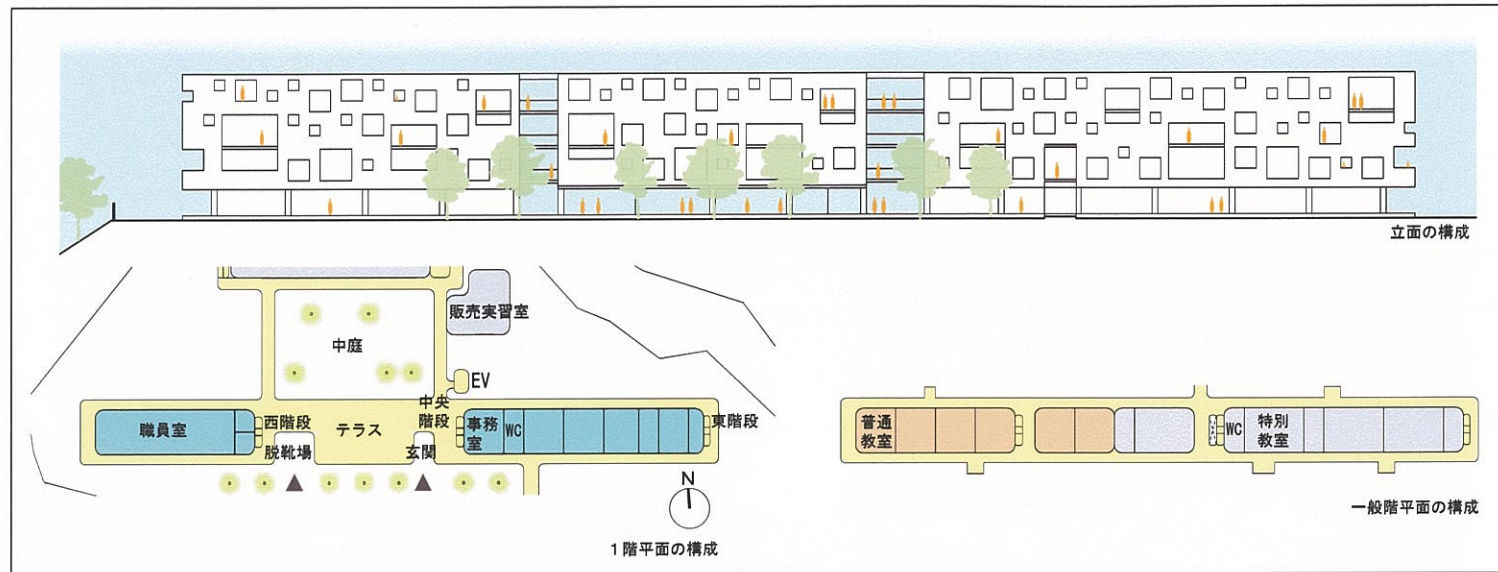 立面の構成
販売実習室
中庭
EV
中央
階段
西階段
テラス
職員室
事務
室
WC
東階段
脱靴場
玄関
N
1階平面の構成
普通
教室
WC
特別
教室
一般階平面の構成